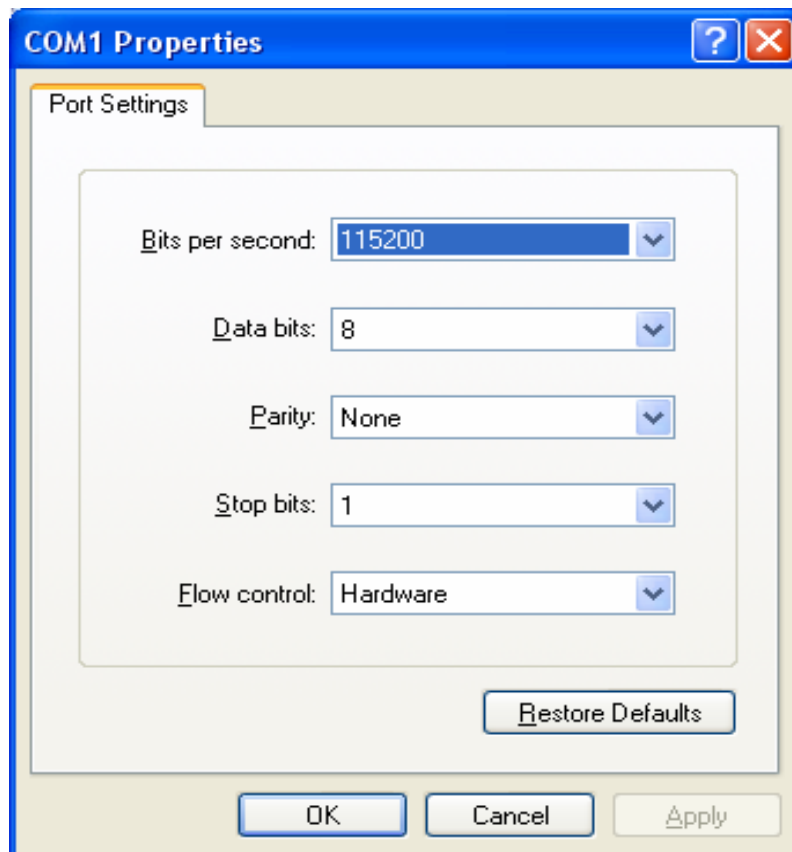 COM1 Properties
Port Settings
Bits per second: 115200
Data bits: 8
Parity: None
Stop bits: 1
Flow control: Hardware
Restore Defaults
OK Cancel Apply